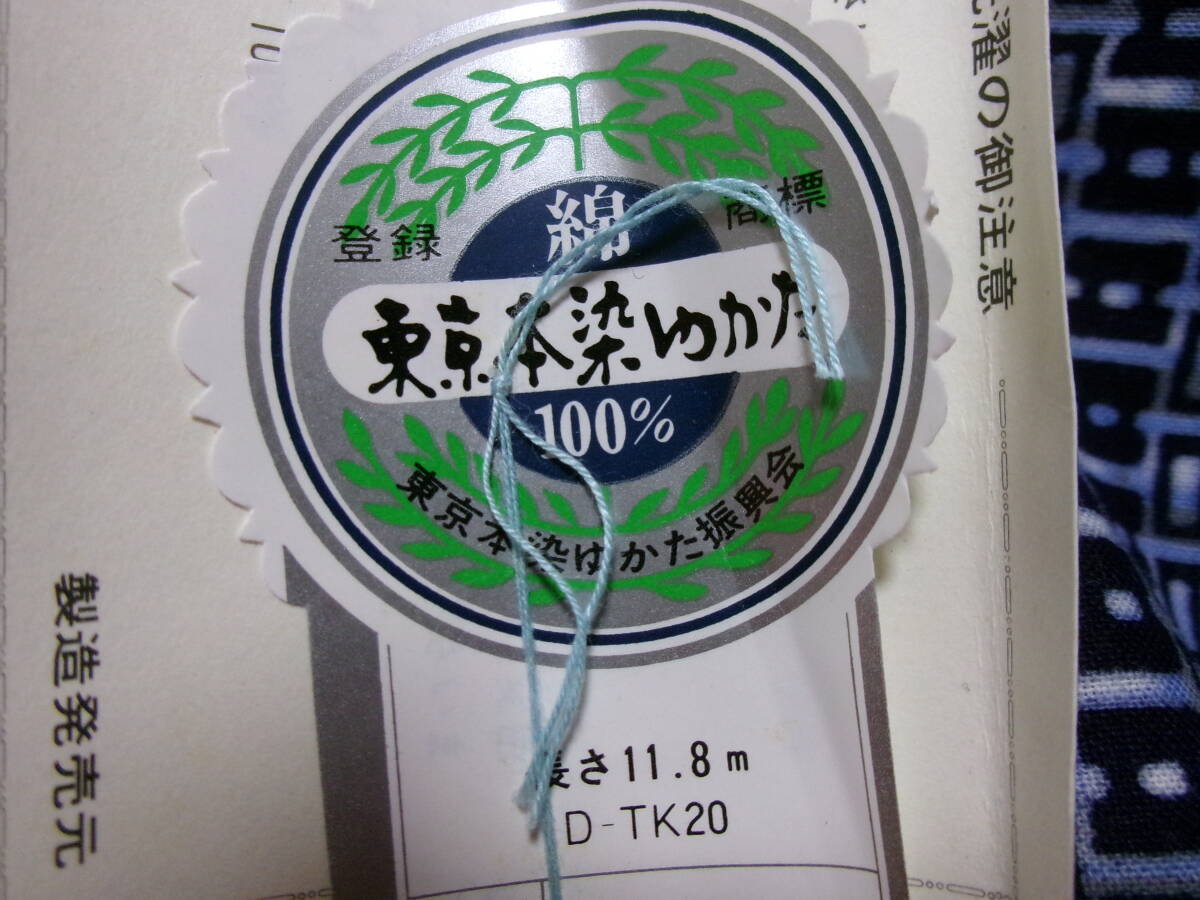 登録 商標
綿
東京本染ゆかた
100%
東京本染ゆかた振興会
長さ11.8m
D-TK20
濯の御注意
製造発売元
10